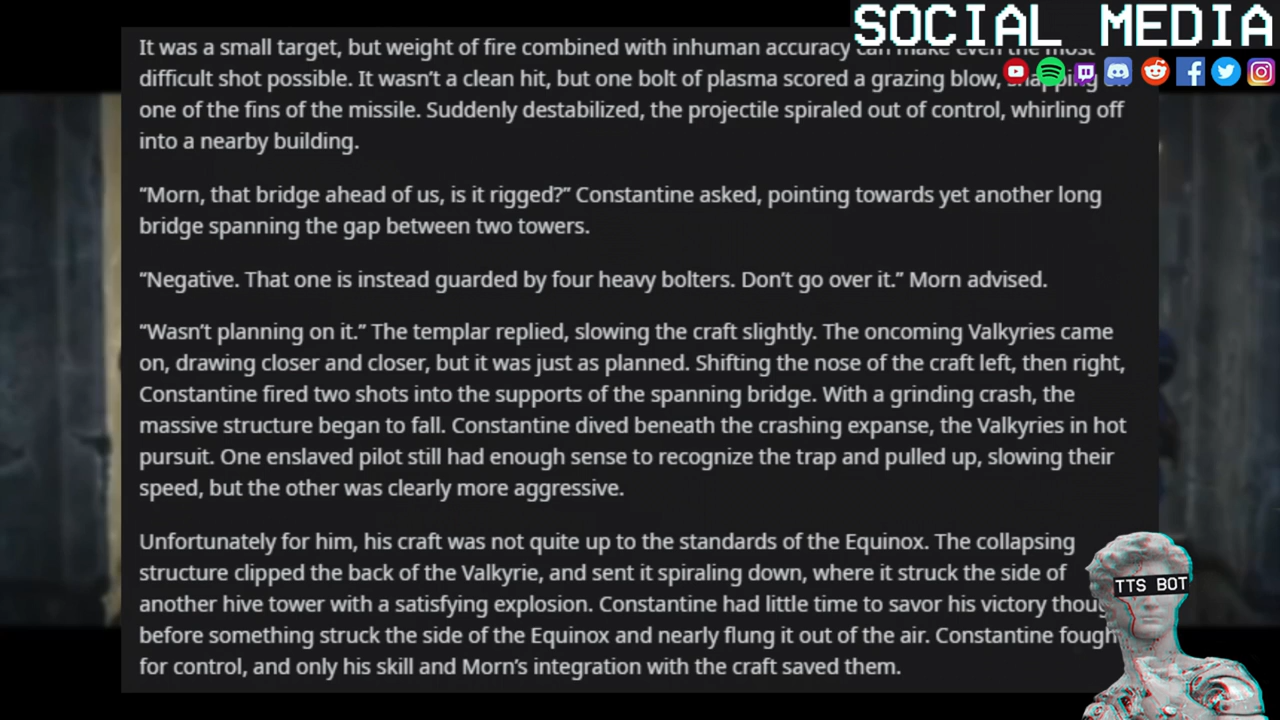 SOCIAL MEDIA
It was a small target, but weight of fire combined with inhuman accuracy can make even the most
difficult shot possible. It wasn’t a clean hit, but one bolt of plasma scored a grazing blow, snapping
one of the fins of the missile. Suddenly destabilized, the projectile spiraled out of control, whirling off
into a nearby building.
“Morn, that bridge ahead of us, is it rigged?” Constantine asked, pointing towards yet another long
bridge spanning the gap between two towers.
“Negative. That one is instead guarded by four heavy bolters. Don’t go over it.” Morn advised.
“Wasn’t planning on it.” The templar replied, slowing the craft slightly. The oncoming Valkyries came
on, drawing closer and closer, but it was just as planned. Shifting the nose of the craft left, then right,
Constantine fired two shots into the supports of the spanning bridge. With a grinding crash, the
massive structure began to fall. Constantine dived beneath the crashing expanse, the Valkyries in hot
pursuit. One enslaved pilot still had enough sense to recognize the trap and pulled up, slowing their
speed, but the other was clearly more aggressive.
Unfortunately for him, his craft was not quite up to the standards of the Equinox. The collapsing
structure clipped the back of the Valkyrie, and sent it spiraling down, where it struck the side of
another hive tower with a satisfying explosion. Constantine had little time to savor his victory thoug
before something struck the side of the Equinox and nearly flung it out of the air. Constantine fough
for control, and only his skill and Morn’s integration with the craft saved them.
TTS BOT